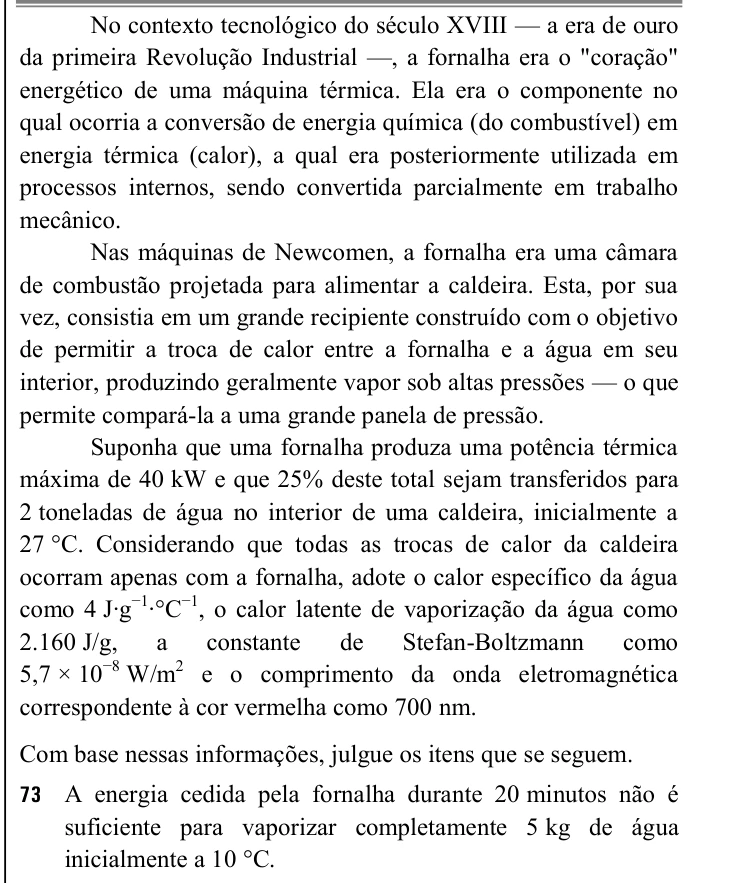 No contexto tecnológico do século XVIII — a era de ouro
da primeira Revolução Industrial —, a fornalha era o "coração"
energético de uma máquina térmica. Ela era o componente no
qual ocorria a conversão de energia química (do combustível) em
energia térmica (calor), a qual era posteriormente utilizada em
processos internos, sendo convertida parcialmente em trabalho
mecânico.
Nas máquinas de Newcomen, a fornalha era uma câmara
de combustão projetada para alimentar a caldeira. Esta, por sua
vez, consistia em um grande recipiente construído com o objetivo
de permitir a troca de calor entre a fornalha e a água em seu
interior, produzindo geralmente vapor sob altas pressões — o que
permite compará-la a uma grande panela de pressão.
Suponha que uma fornalha produza uma potência térmica
máxima de 40 kW e que 25% deste total sejam transferidos para
2 toneladas de água no interior de uma caldeira, inicialmente a
27 °C. Considerando que todas as trocas de calor da caldeira
ocorram apenas com a fornalha, adote o calor específico da água
como 4 J·g⁻¹·°C⁻¹, o calor latente de vaporização da água como
2.160 J/g, a constante de Stefan-Boltzmann como
5,7 × 10⁻⁸ W/m² e o comprimento da onda eletromagnética
correspondente à cor vermelha como 700 nm.
Com base nessas informações, julgue os itens que se seguem.
73 A energia cedida pela fornalha durante 20 minutos não é
suficiente para vaporizar completamente 5 kg de água
inicialmente a 10 °C.